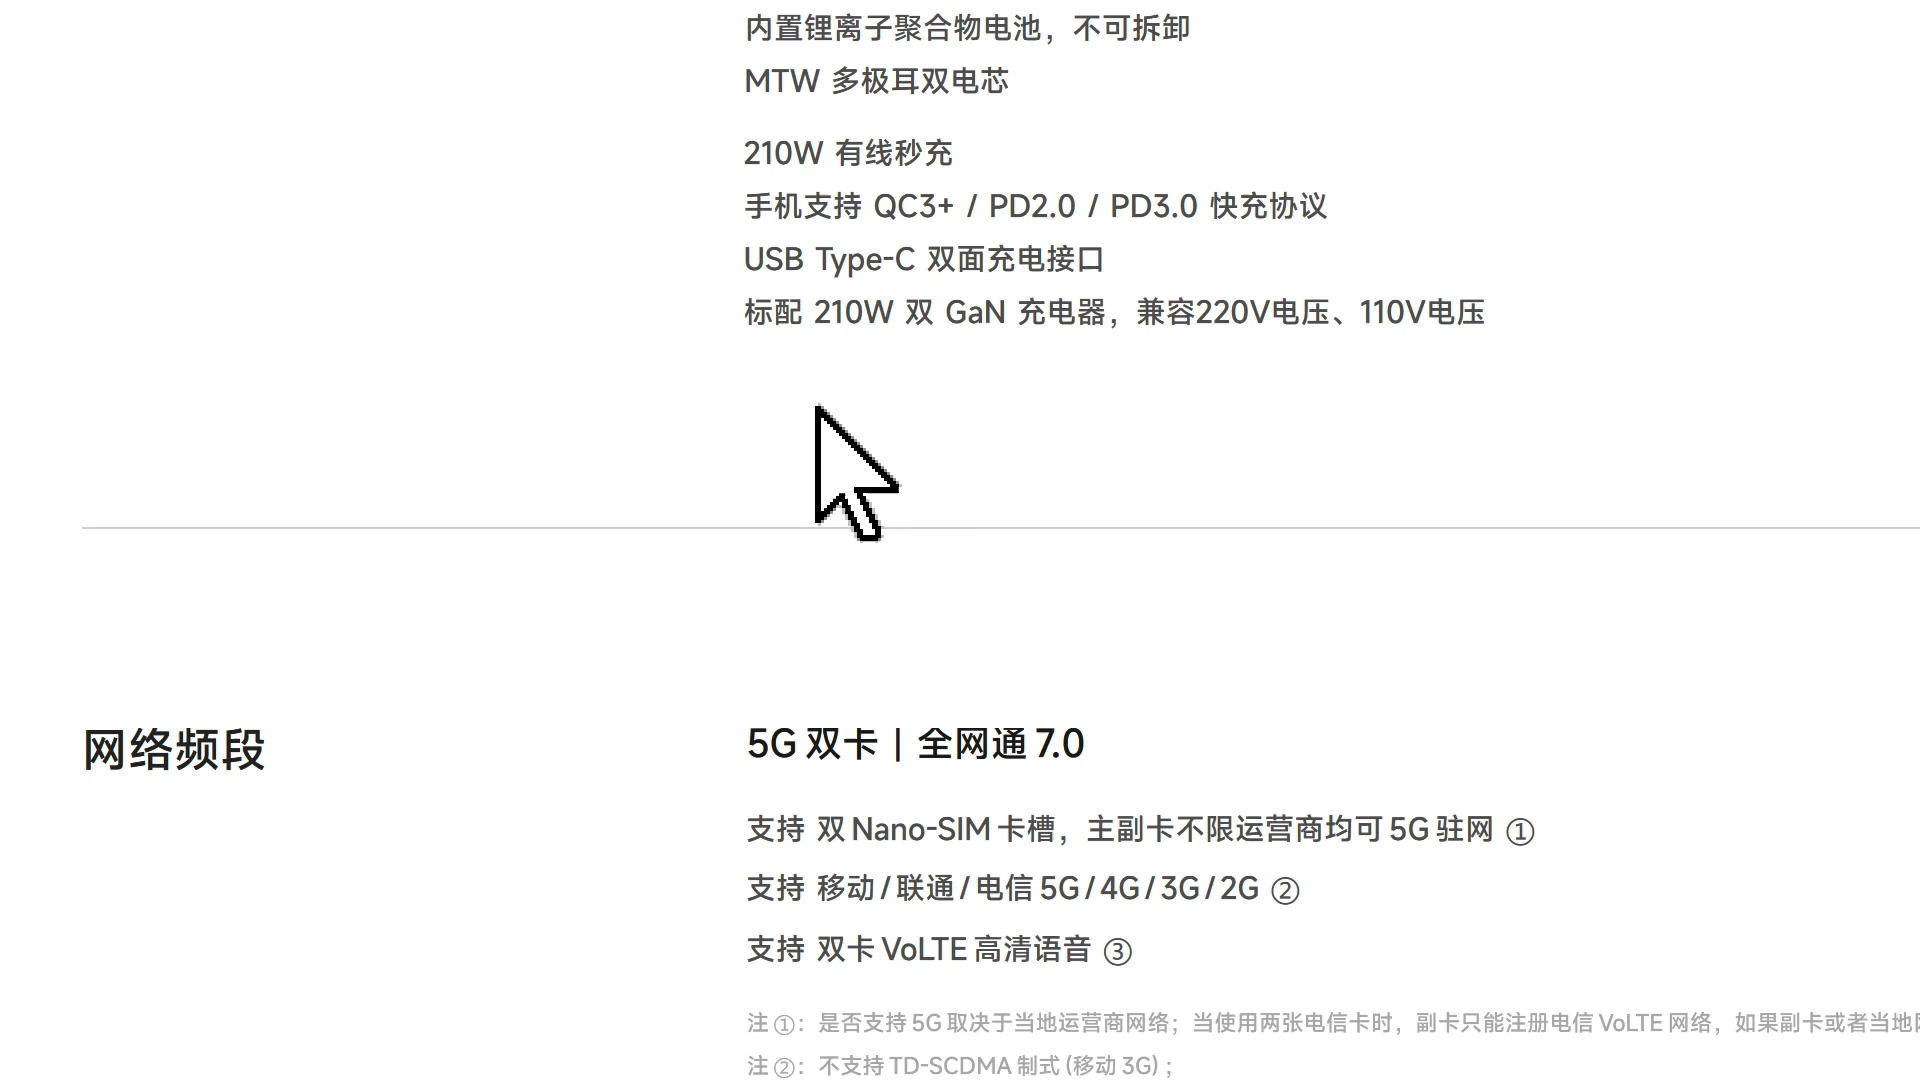 内置锂离子聚合物电池，不可拆卸
MTW 多极耳双电芯
210W 有线秒充
手机支持 QC3+ / PD2.0 / PD3.0 快充协议
USB Type-C 双面充电接口
标配 210W 双 GaN 充电器，兼容220V电压、110V电压
网络频段
5G 双卡 | 全网通 7.0
支持 双 Nano-SIM 卡槽，主副卡不限运营商均可 5G 驻网 ①
支持 移动 / 联通 / 电信 5G / 4G / 3G / 2G ②
支持 双卡 VoLTE 高清语音 ③
注 ①：是否支持 5G 取决于当地运营商网络；当使用两张电信卡时，副卡只能注册电信 VoLTE 网络，如果副卡或者当地
注 ②：不支持 TD-SCDMA 制式 (移动 3G)；